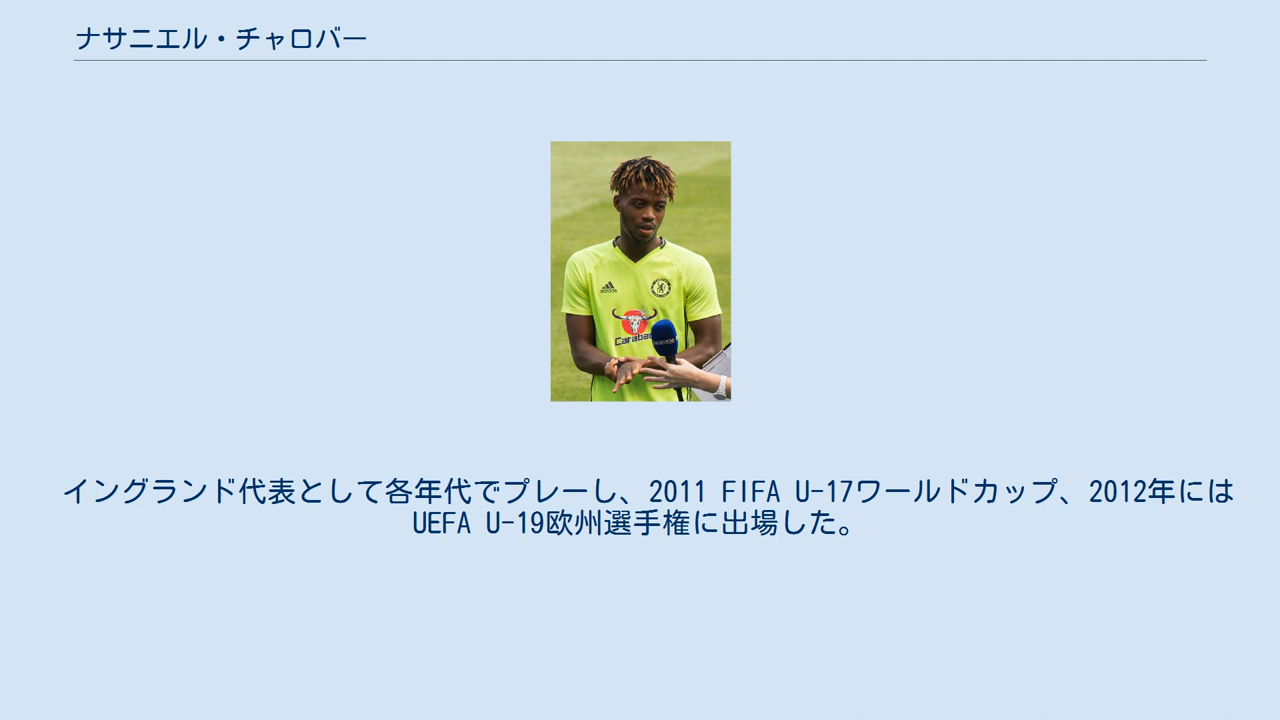 ナサニエル・チャロバー
adidas
Carabao
イングランド代表として各年代でプレーし、2011 FIFA U-17ワールドカップ、2012年には
UEFA U-19欧州選手権に出場した。